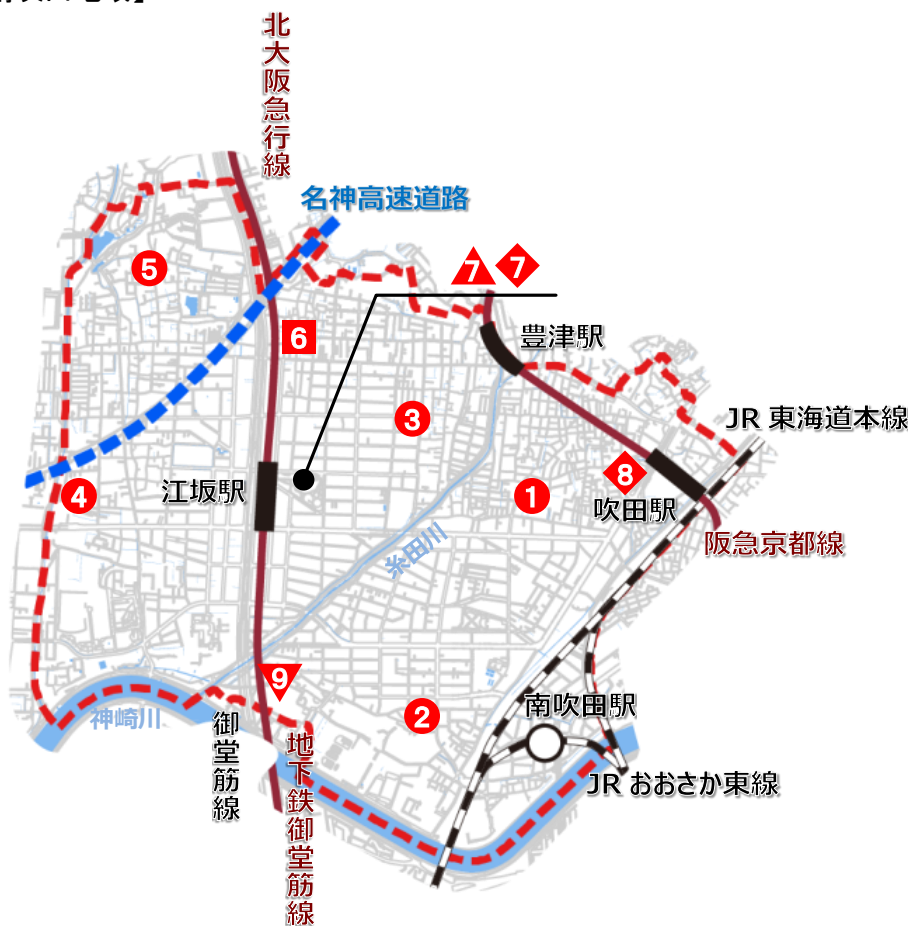 北大阪急行線
名神高速道路
5
7
7
6
豊津駅
3
JR 東海道本線
4
江坂駅
8
1
吹田駅
阪急京都線
糸田川
9
2
南吹田駅
神崎川
御堂筋線
地下鉄御堂筋線
JR おおさか東線